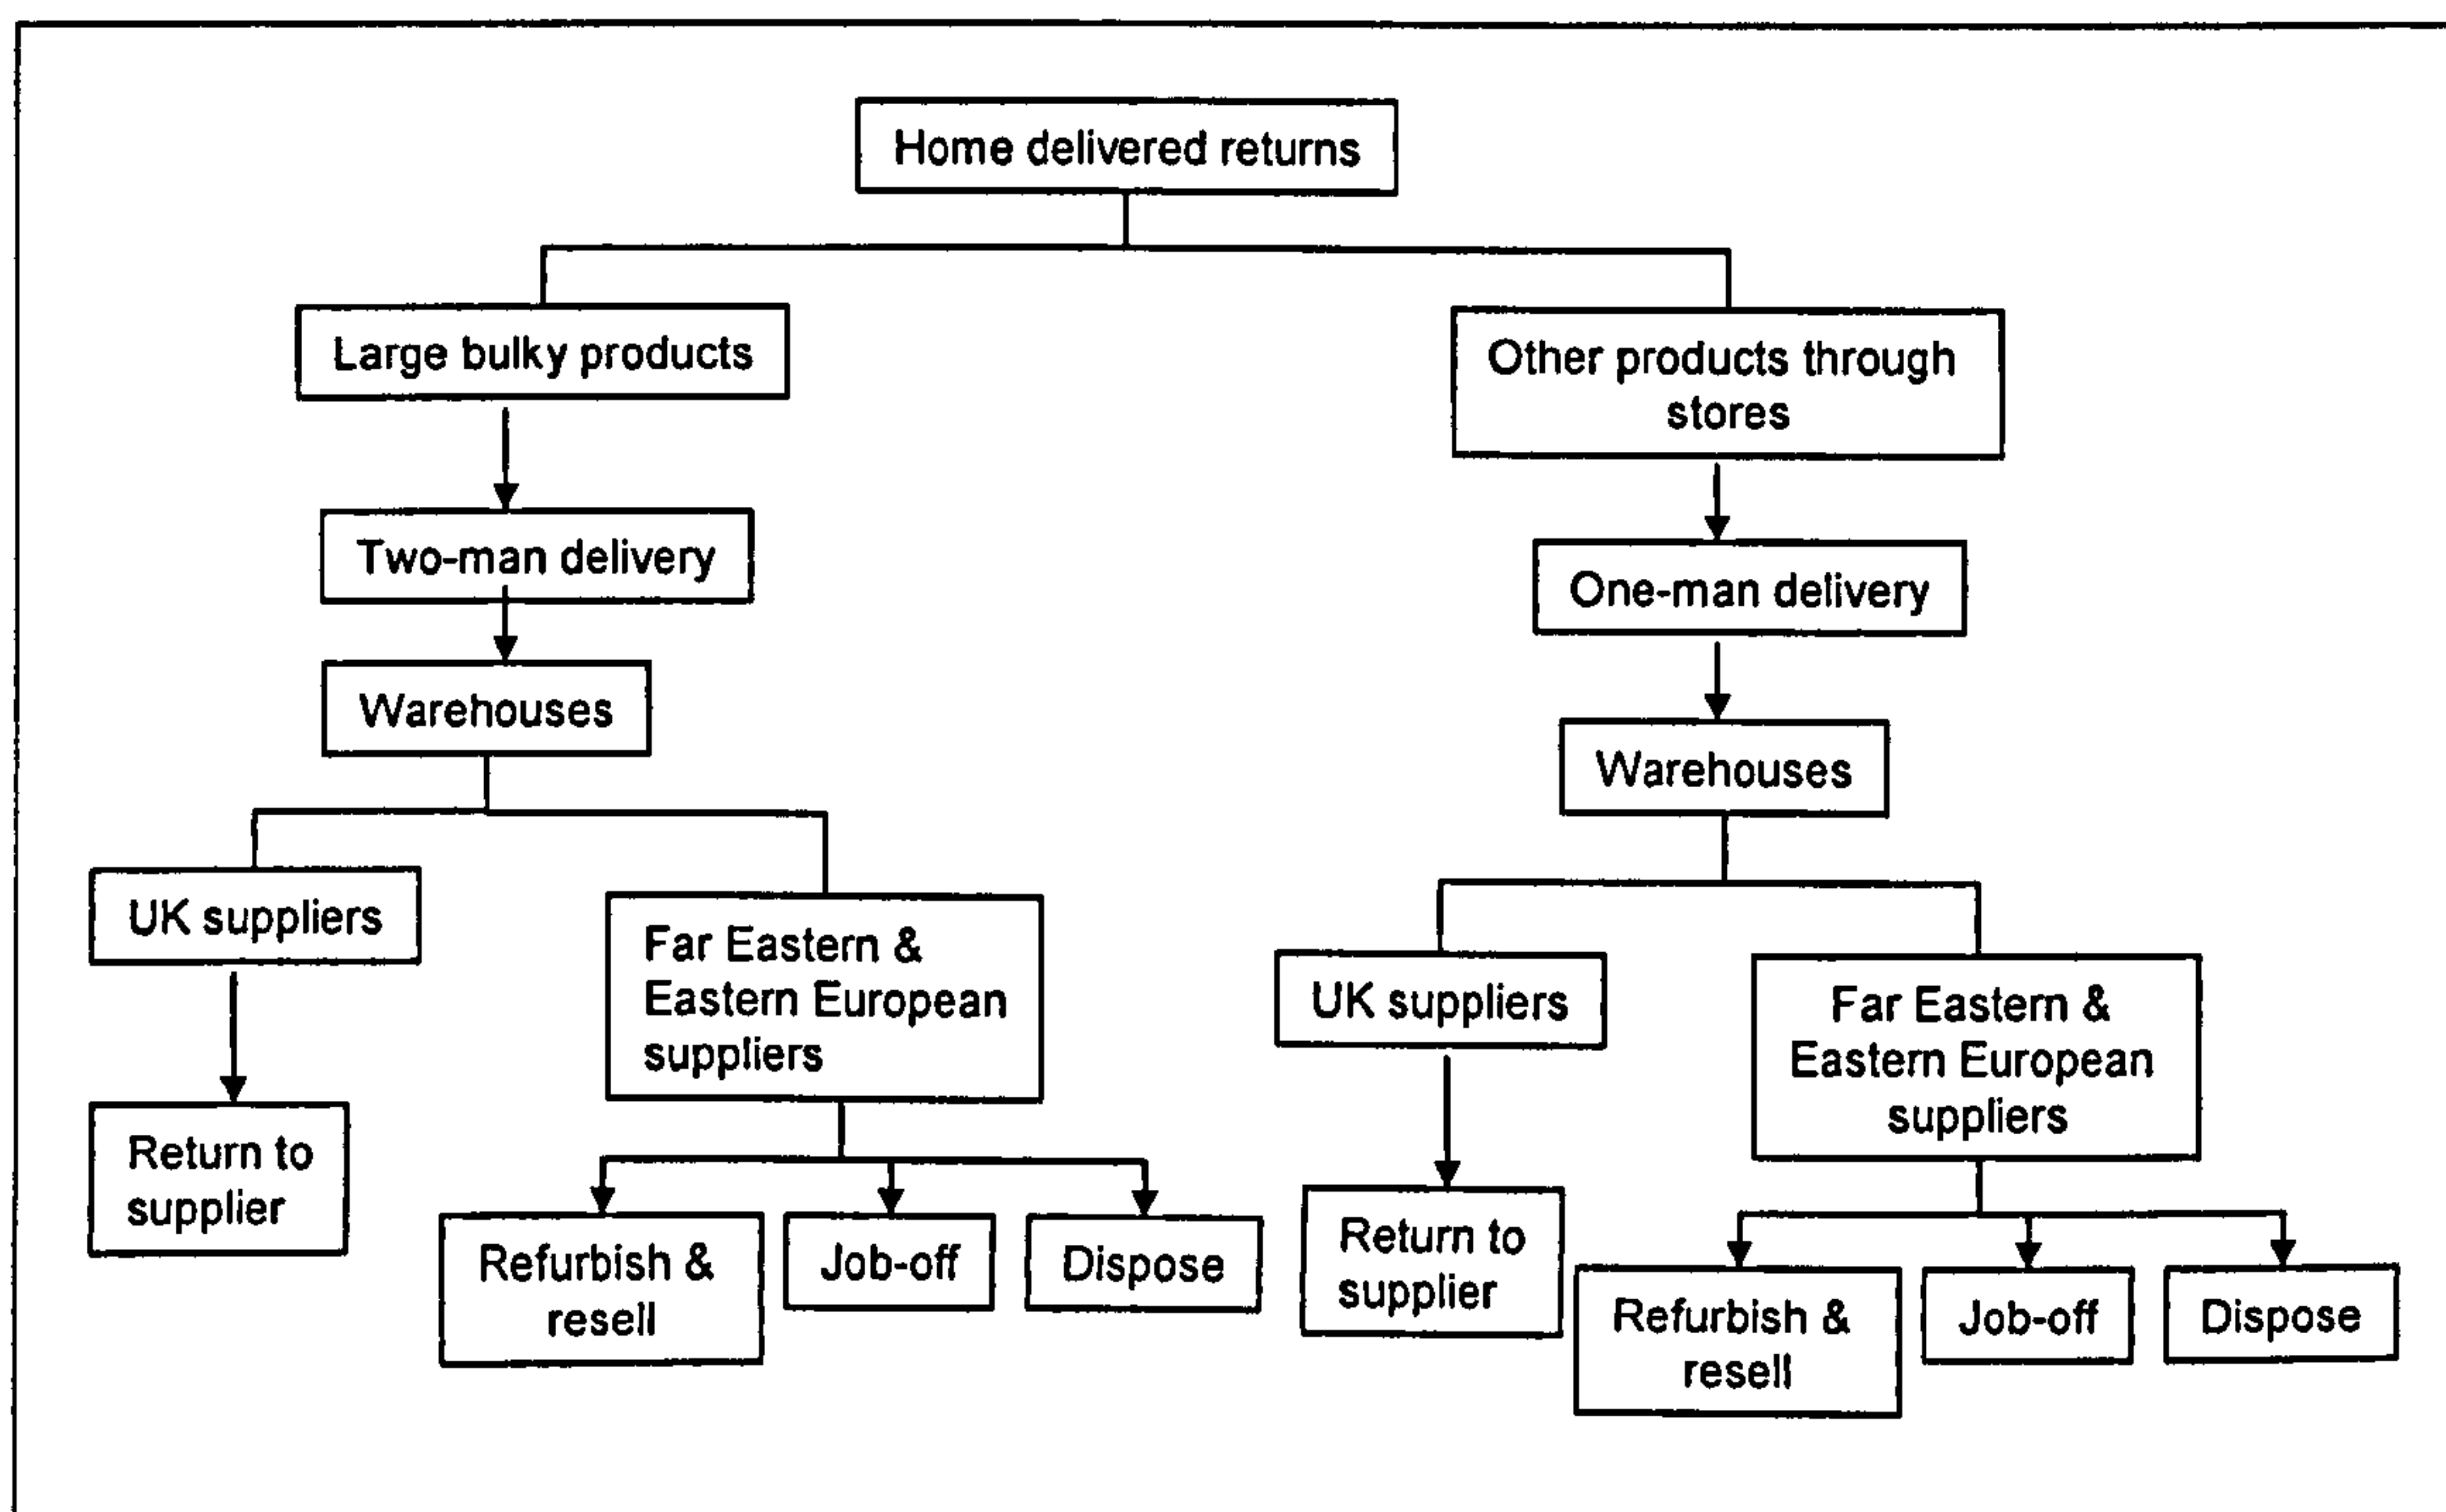 Home delivered returns
Large bulky products
Other products through
stores
Two-man delivery
One-man delivery
Warehouses
Warehouses
UK suppliers
Far Eastern &
Eastern European
suppliers
UK suppliers
Far Eastern &
Eastern European
suppliers
Return to
supplier
Refurbish &
resell
Job-off
Dispose
Return to
supplier
Refurbish &
resell
Job-off
Dispose